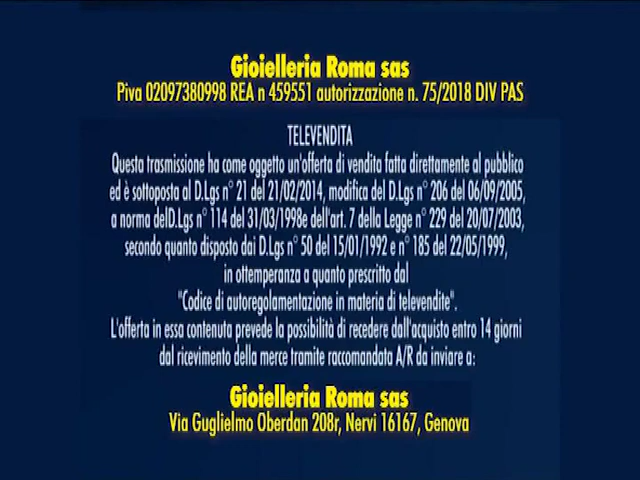 Gioielleria Roma sas
Piva 02097380998 REA n 459551 autorizzazione n. 75/2018 DIV PAS
TELEVENDITA
Questa trasmissione ha come oggetto un'offerta di vendita fatta direttamente al pubblico
ed è sottoposta al D.Lgs n° 21 del 21/02/2014, modifica del D.Lgs n° 206 del 06/09/2005,
a norma delD.Lgs n° 114 del 31/03/1998e dell'art. 7 della Legge n° 229 del 20/07/2003,
secondo quanto disposto dai D.Lgs n° 50 del 15/01/1992 e n° 185 del 22/05/1999,
in ottemperanza a quanto prescritto dal
"Codice di autoregolamentazione in materia di televendite".
L'offerta in essa contenuta prevede la possibilità di recedere dall'acquisto entro 14 giorni
dal ricevimento della merce tramite raccomandata A/R da inviare a:
Gioielleria Roma sas
Via Guglielmo Oberdan 208r, Nervi 16167, Genova